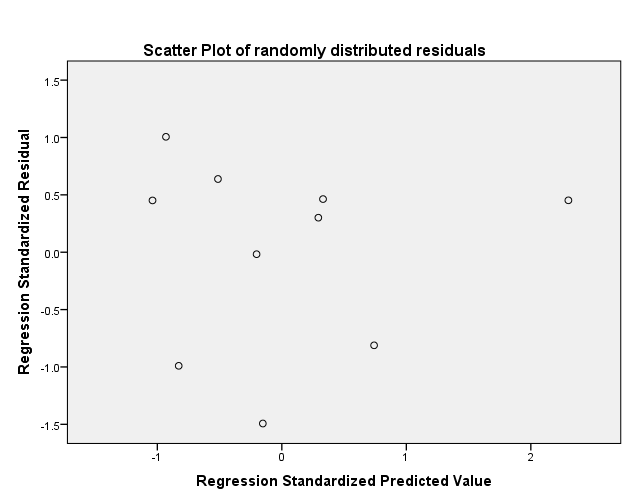 Scatter Plot of randomly distributed residuals
Regression Standardized Residual
1.5
1.0
0.5
0.0
-0.5
-1.0
-1.5
-1 0 1 2
Regression Standardized Predicted Value